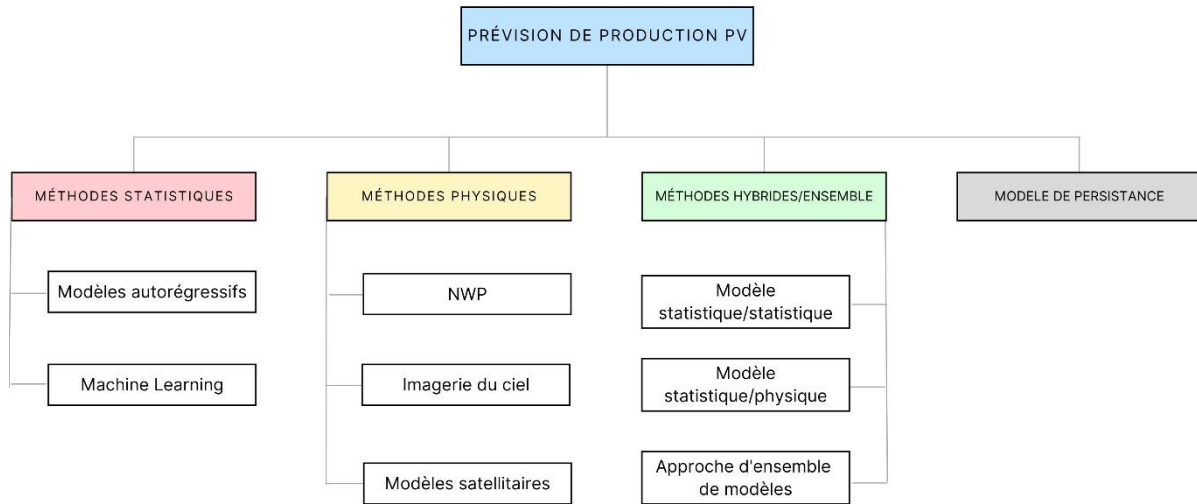 PRÉVISION DE PRODUCTION PV
MÉTHODES STATISTIQUES
MÉTHODES PHYSIQUES
MÉTHODES HYBRIDES/ENSEMBLE
MODELE DE PERSISTANCE
Modèles autorégressifs
NWP
Modèle
statistique/statistique
Machine Learning
Imagerie du ciel
Modèle
statistique/physique
Modèles satellitaires
Approche d'ensemble
de modèles